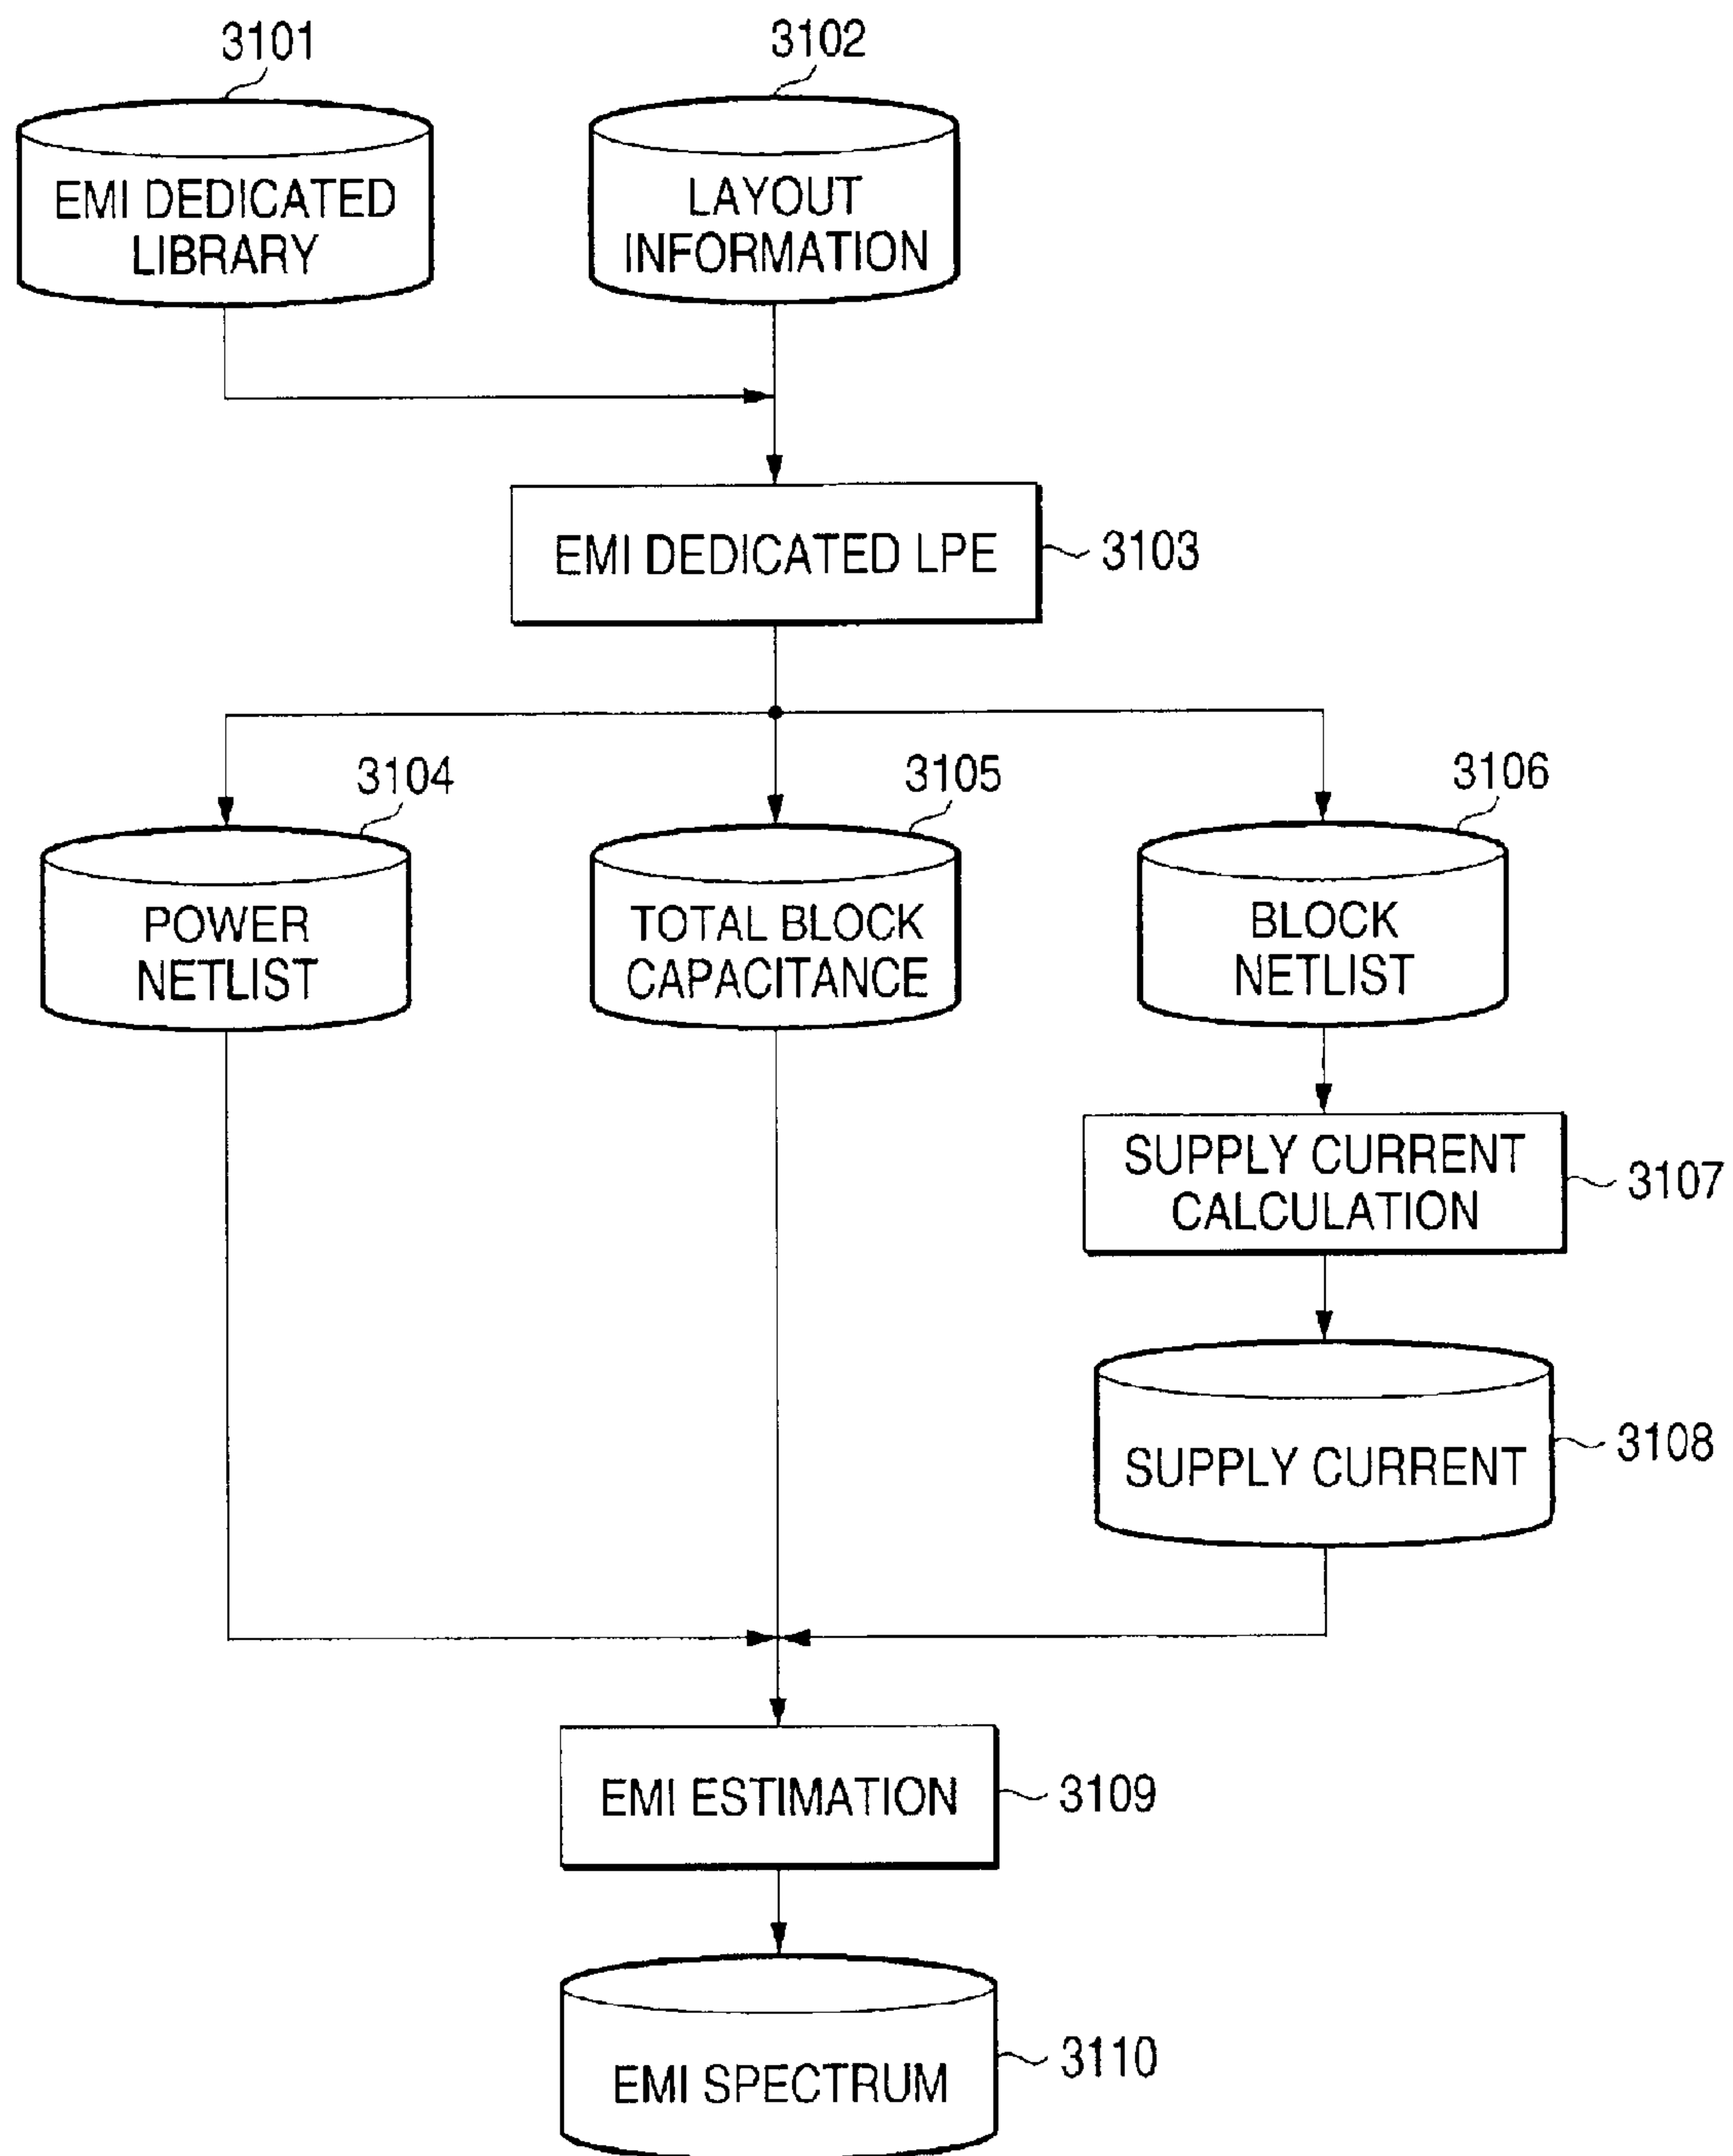 3101
3102
EMI DEDICATED
LIBRARY
LAYOUT
INFORMATION
EMI DEDICATED LPE
3103
3104
3105
3106
POWER
NETLIST
TOTAL BLOCK
CAPACITANCE
BLOCK
NETLIST
SUPPLY CURRENT
CALCULATION
3107
SUPPLY CURRENT
3108
EMI ESTIMATION
3109
EMI SPECTRUM
3110